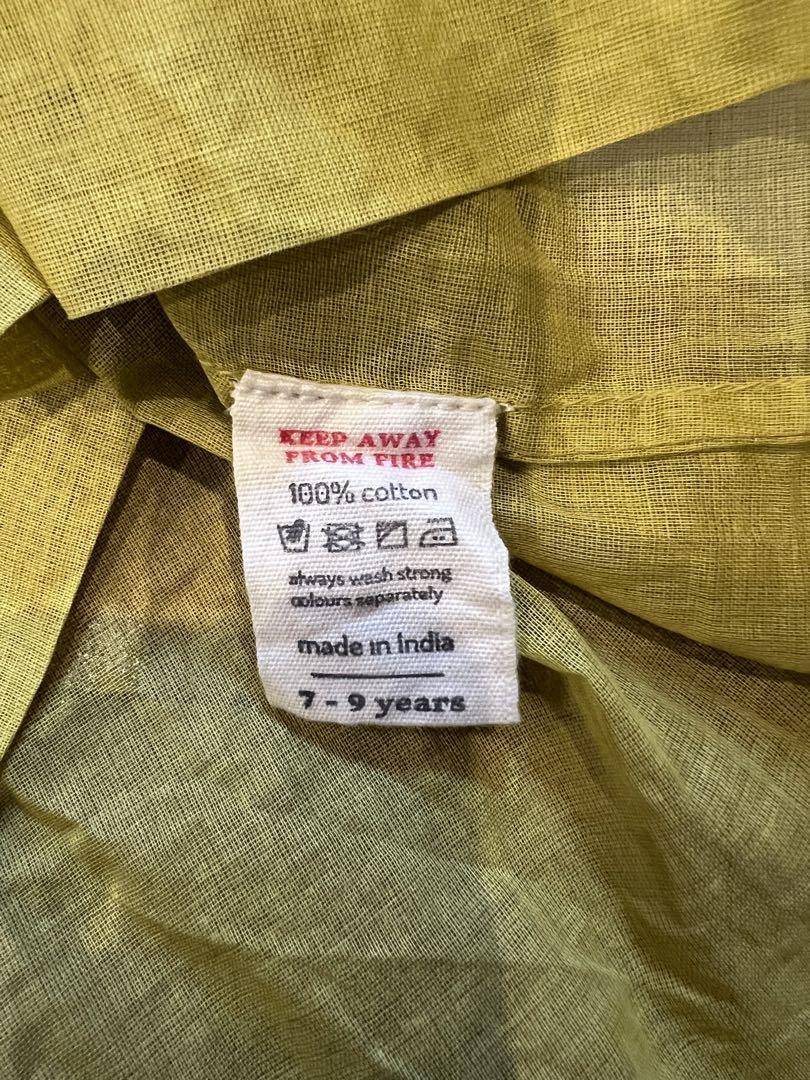 KEEP AWAY
FROM FIRE
100% cotton
always wash strong
colours separately
made in India
7 - 9 years